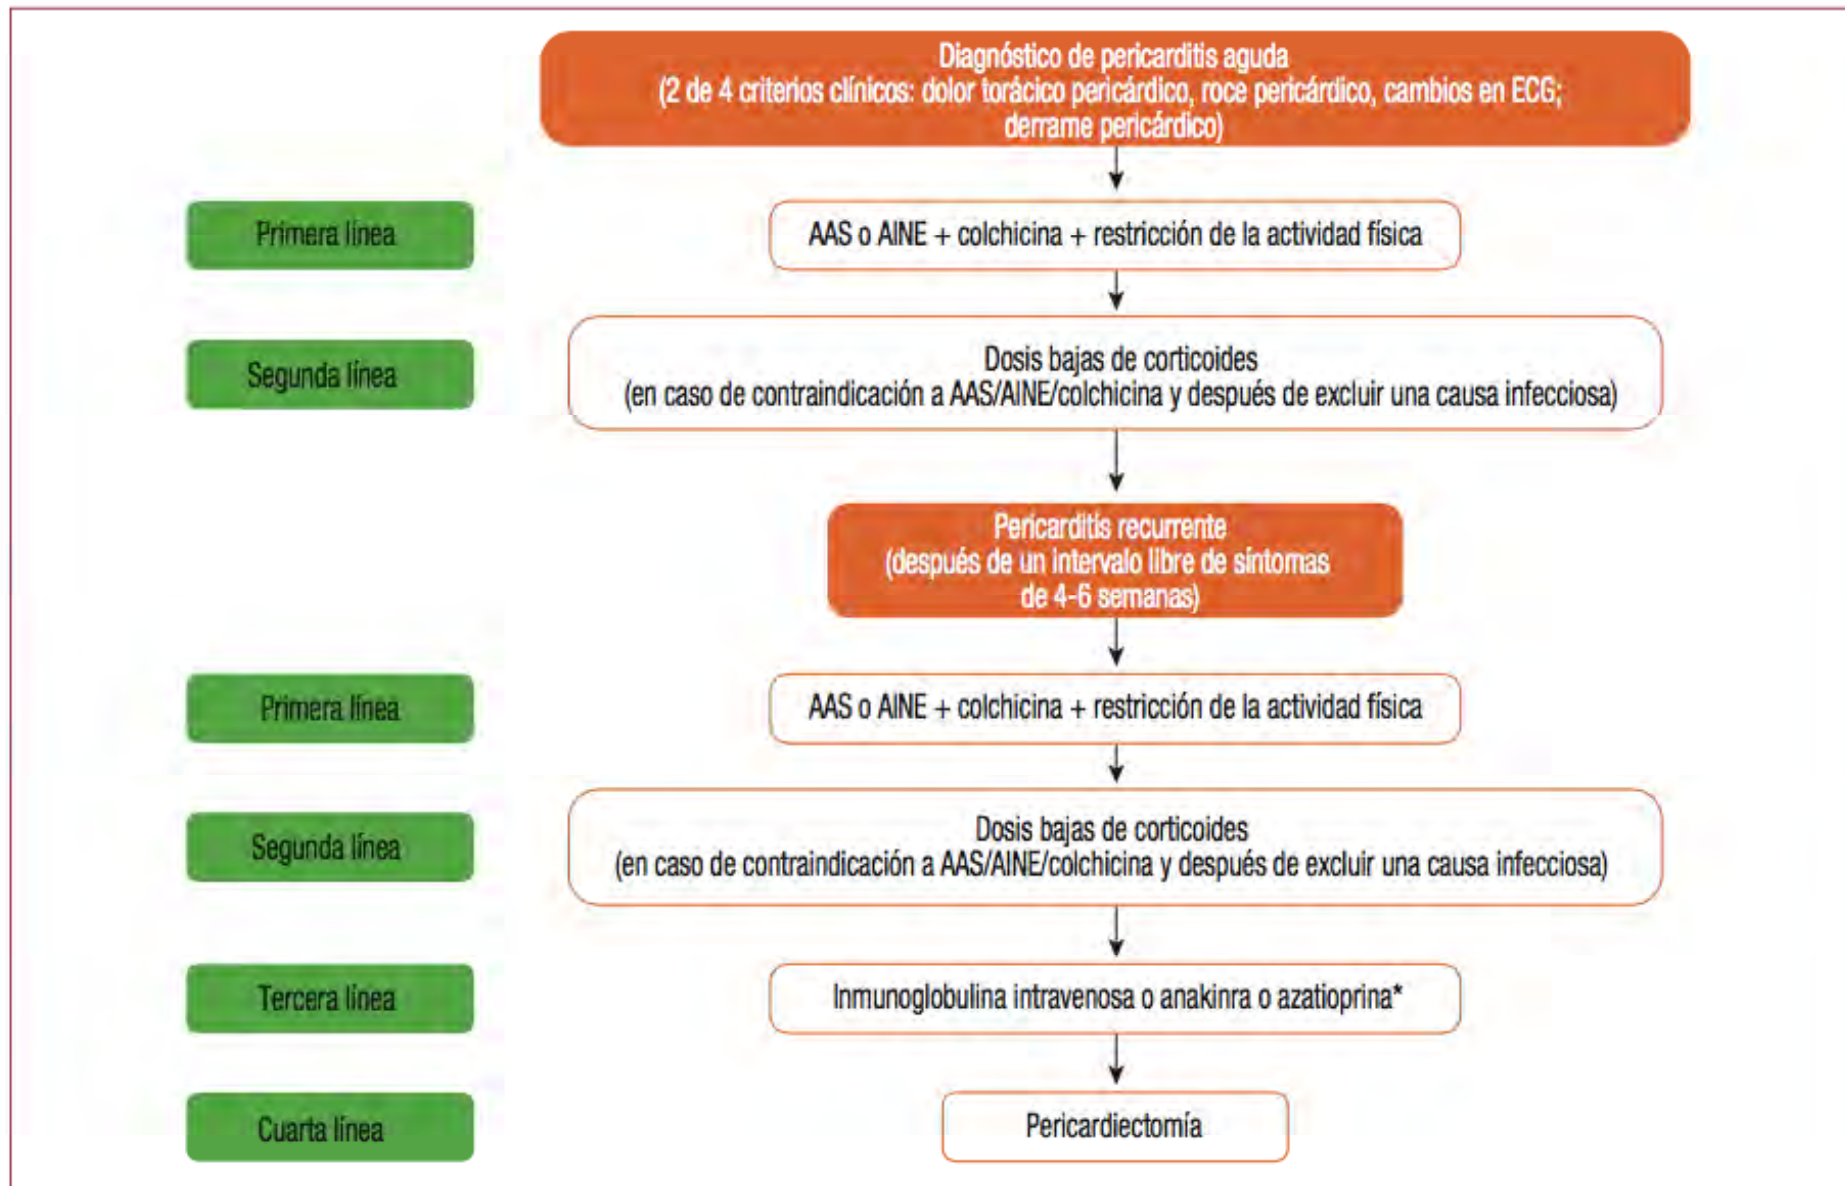 Diagnóstico de pericarditis aguda
(2 de 4 criterios clínicos: dolor torácico pericárdico, roce pericárdico, cambios en ECG;
derrame pericárdico)
Primera línea
AAS o AINE + colchicina + restricción de la actividad física
Segunda línea
Dosis bajas de corticoides
(en caso de contraindicación a AAS/AINE/colchicina y después de excluir una causa infecciosa)
Pericarditis recurrente
(después de un intervalo libre de síntomas
de 4-6 semanas)
Primera línea
AAS o AINE + colchicina + restricción de la actividad física
Segunda línea
Dosis bajas de corticoides
(en caso de contraindicación a AAS/AINE/colchicina y después de excluir una causa infecciosa)
Tercera línea
Inmunoglobulina intravenosa o anakinra o azatioprina*
Cuarta línea
Pericardiectomía